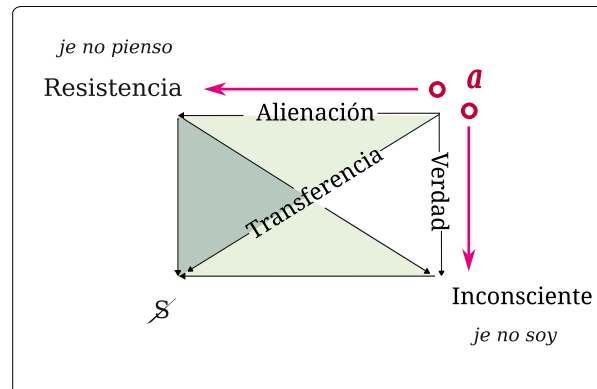 je no pienso
Resistencia
a
Alienación
Transferencia
Verdad
Inconsciente
S
je no soy